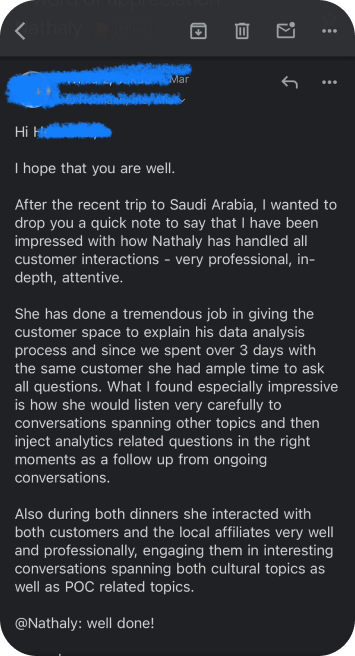 Nathaly
Mar
Hi H
I hope that you are well.
After the recent trip to Saudi Arabia, I wanted to
drop you a quick note to say that I have been
impressed with how Nathaly has handled all
customer interactions - very professional, in-
depth, attentive.
She has done a tremendous job in giving the
customer space to explain his data analysis
process and since we spent over 3 days with
the same customer she had ample time to ask
all questions. What I found especially impressive
is how she would listen very carefully to
conversations spanning other topics and then
inject analytics related questions in the right
moments as a follow up from ongoing
conversations.
Also during both dinners she interacted with
both customers and the local affiliates very well
and professionally, engaging them in interesting
conversations spanning both cultural topics as
well as POC related topics.
@Nathaly: well done!